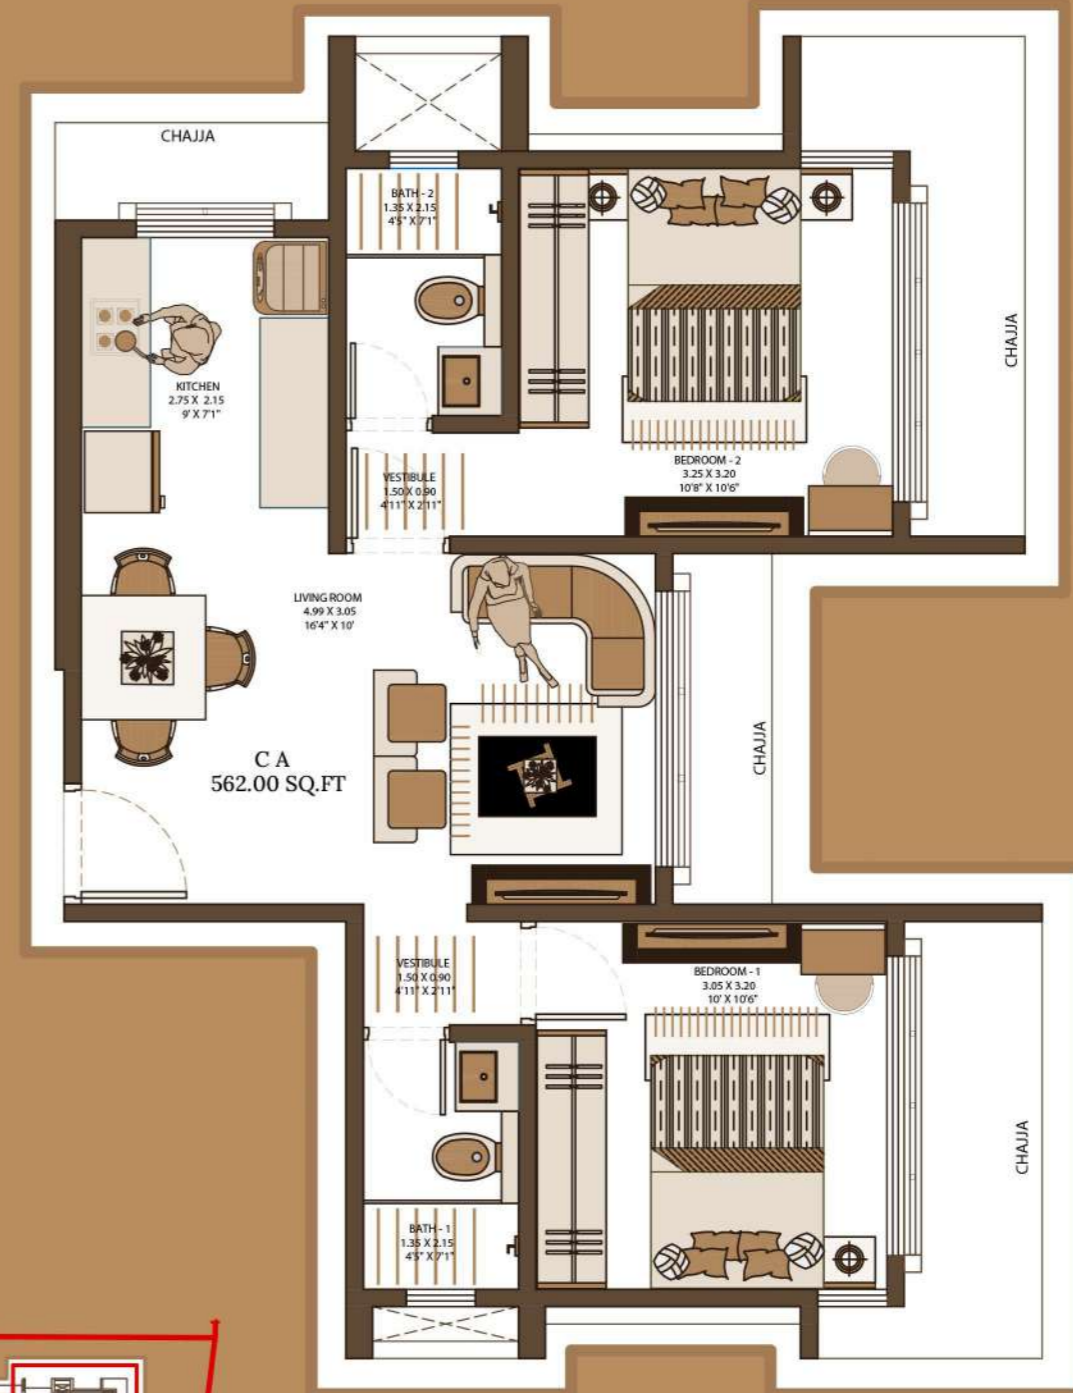 CHAJJA
BATH - 2
1.35 X 2.15
4'5" X 7'1"
CHAJJA
KITCHEN
2.75 X 2.15
9' X 7'1"
VESTIBULE
1.50 X 0.90
4'11" X 2'11"
BEDROOM - 2
3.25 X 3.20
10'8" X 10'6"
LIVING ROOM
4.99 X 3.05
16'4" X 10'
CHAJJA
C A
562.00 SQ.FT
VESTIBULE
1.50 X 0.90
4'11" X 2'11"
BEDROOM - 1
3.05 X 3.20
10' X 10'6"
CHAJJA
BATH - 1
1.35 X 2.15
4'5" X 7'1"